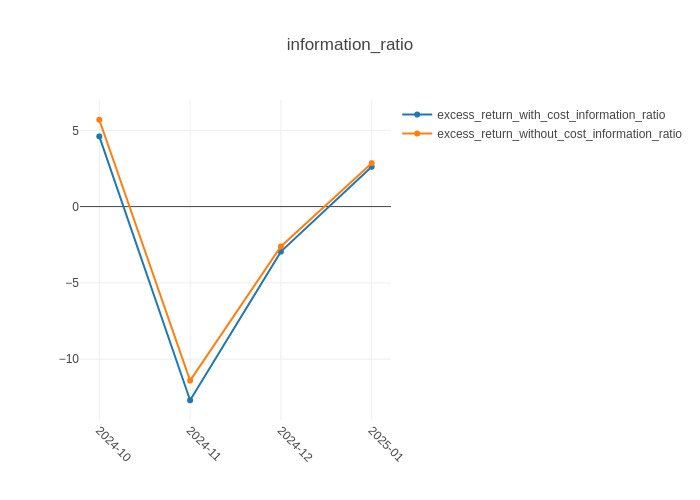 information_ratio
excess_return_with_cost_information_ratio
excess_return_without_cost_information_ratio
5
0
−5
−10
2024-10
2024-11
2024-12
2025-01